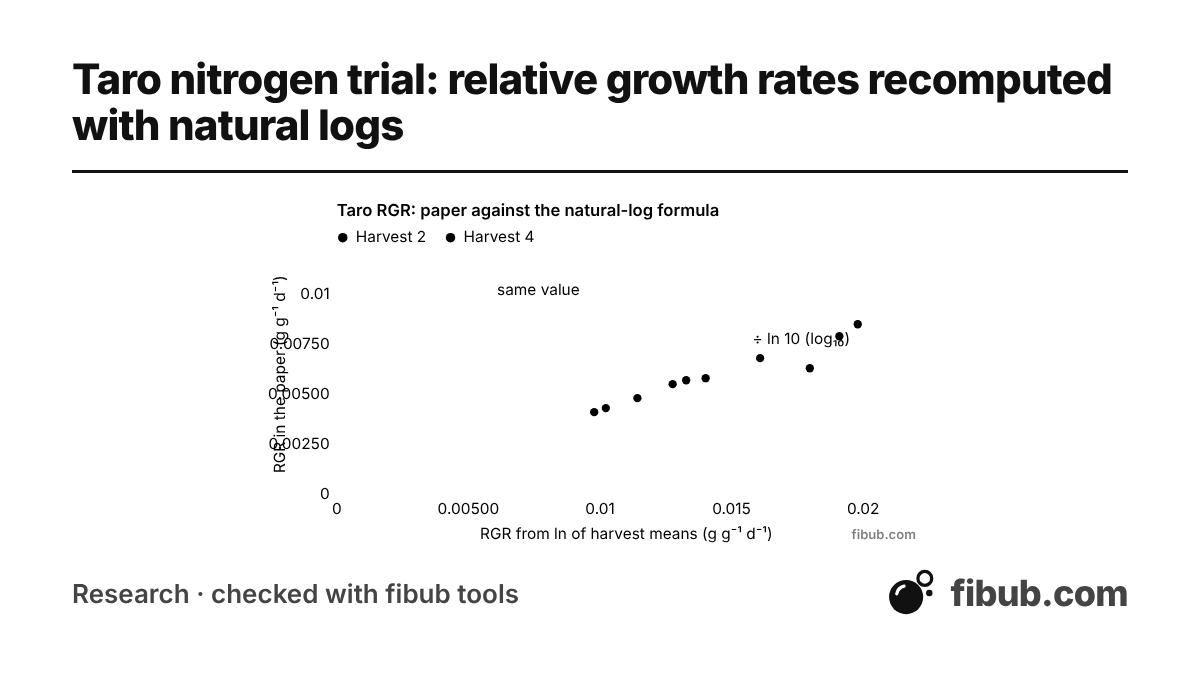 Taro nitrogen trial: relative growth rates recomputed
with natural logs
Taro RGR: paper against the natural-log formula
Harvest 2 Harvest 4
same value
÷ ln 10 (log₁₀)
RGR in the paper (g g⁻¹ d⁻¹)
0.01
0.00750
0.00500
0.00250
0
0 0.00500 0.01 0.015 0.02
RGR from ln of harvest means (g g⁻¹ d⁻¹)
fibub.com
Research · checked with fibub tools
fibub.com